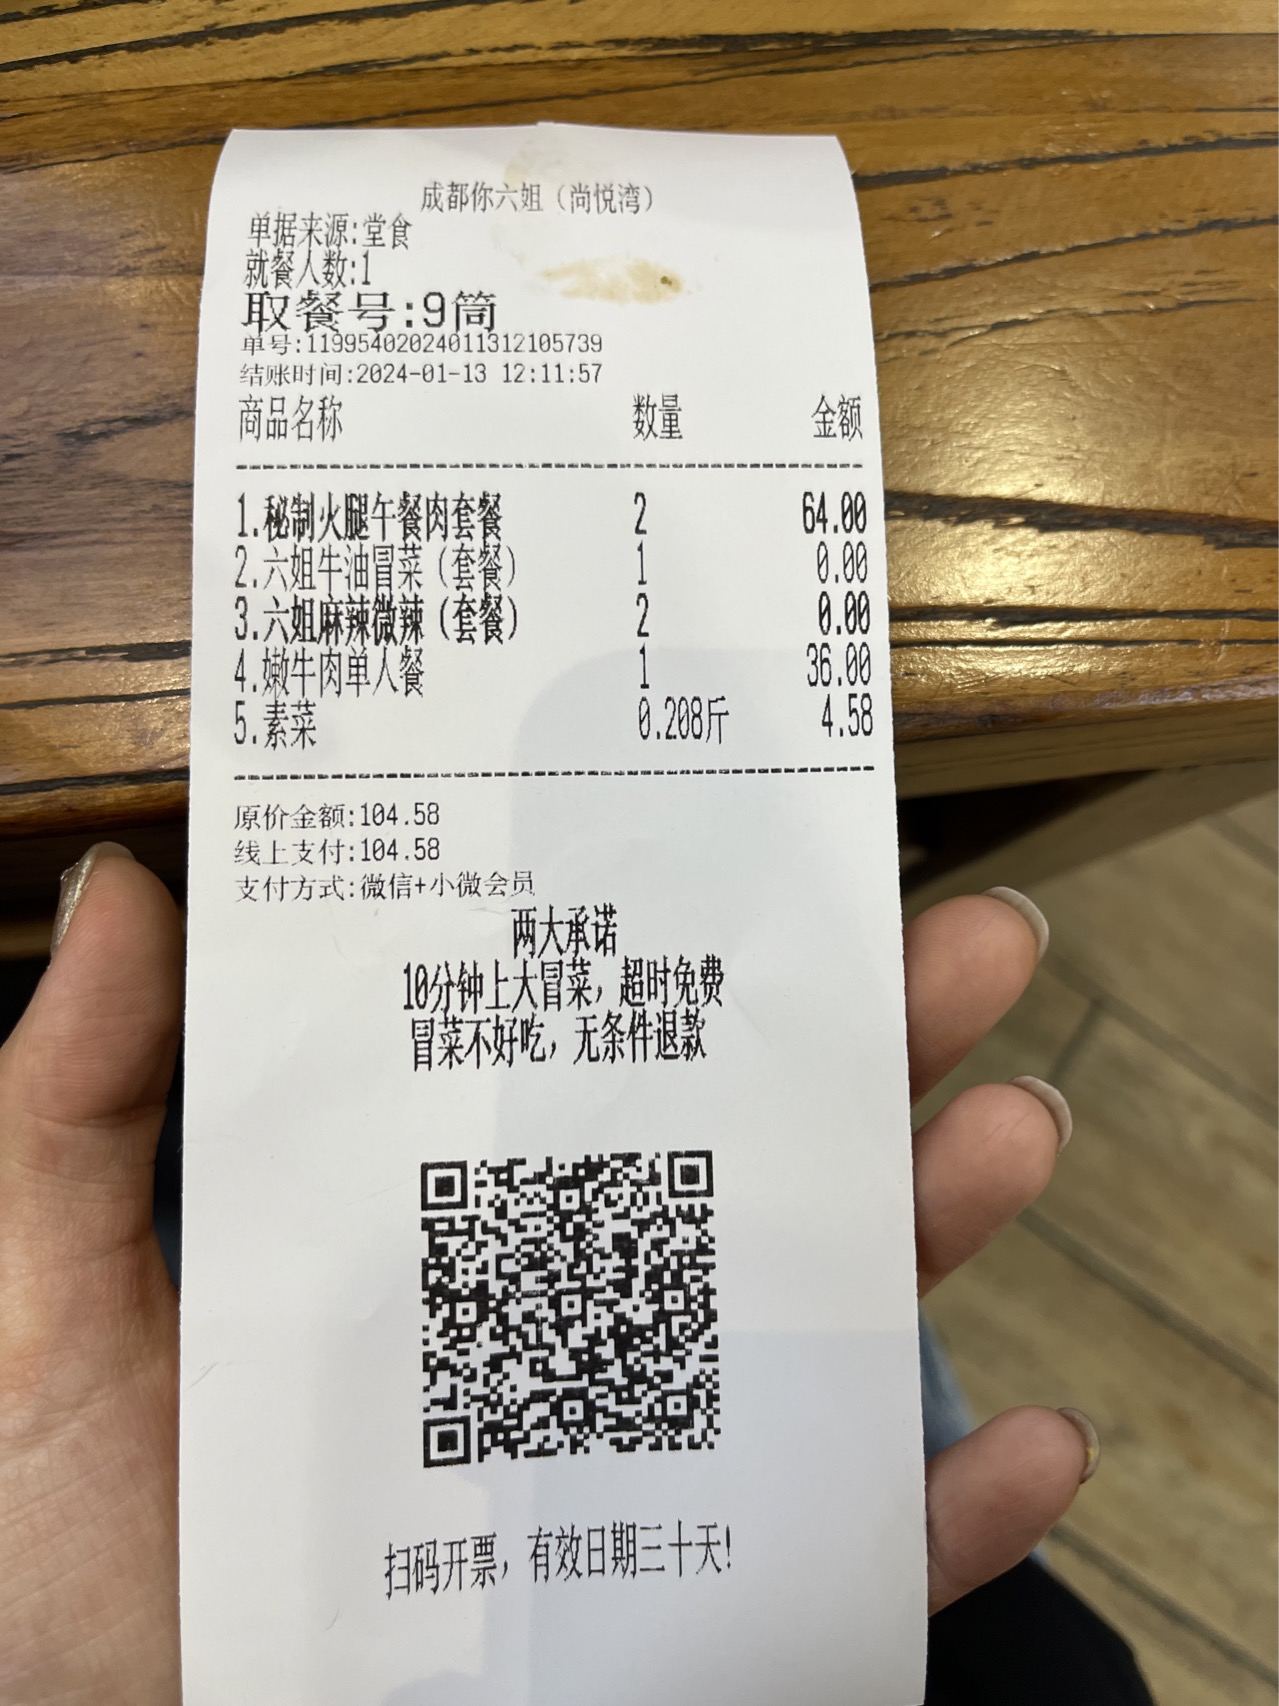 成都你六姐（尚悦湾）
单据来源:堂食
就餐人数:1
取餐号:9筒
单号:11995402024011312105739
结账时间:2024-01-13 12:11:57
商品名称 数量 金额
1.秘制火腿午餐肉套餐 2 64.00
2.六姐牛油冒菜（套餐） 1 0.00
3.六姐麻辣微辣（套餐） 2 0.00
4.嫩牛肉单人餐 1 36.00
5.素菜 0.208斤 4.58
原价金额:104.58
线上支付:104.58
支付方式:微信+小微会员
两大承诺
10分钟上大冒菜，超时免费
冒菜不好吃，无条件退款
扫码开票，有效日期三十天!